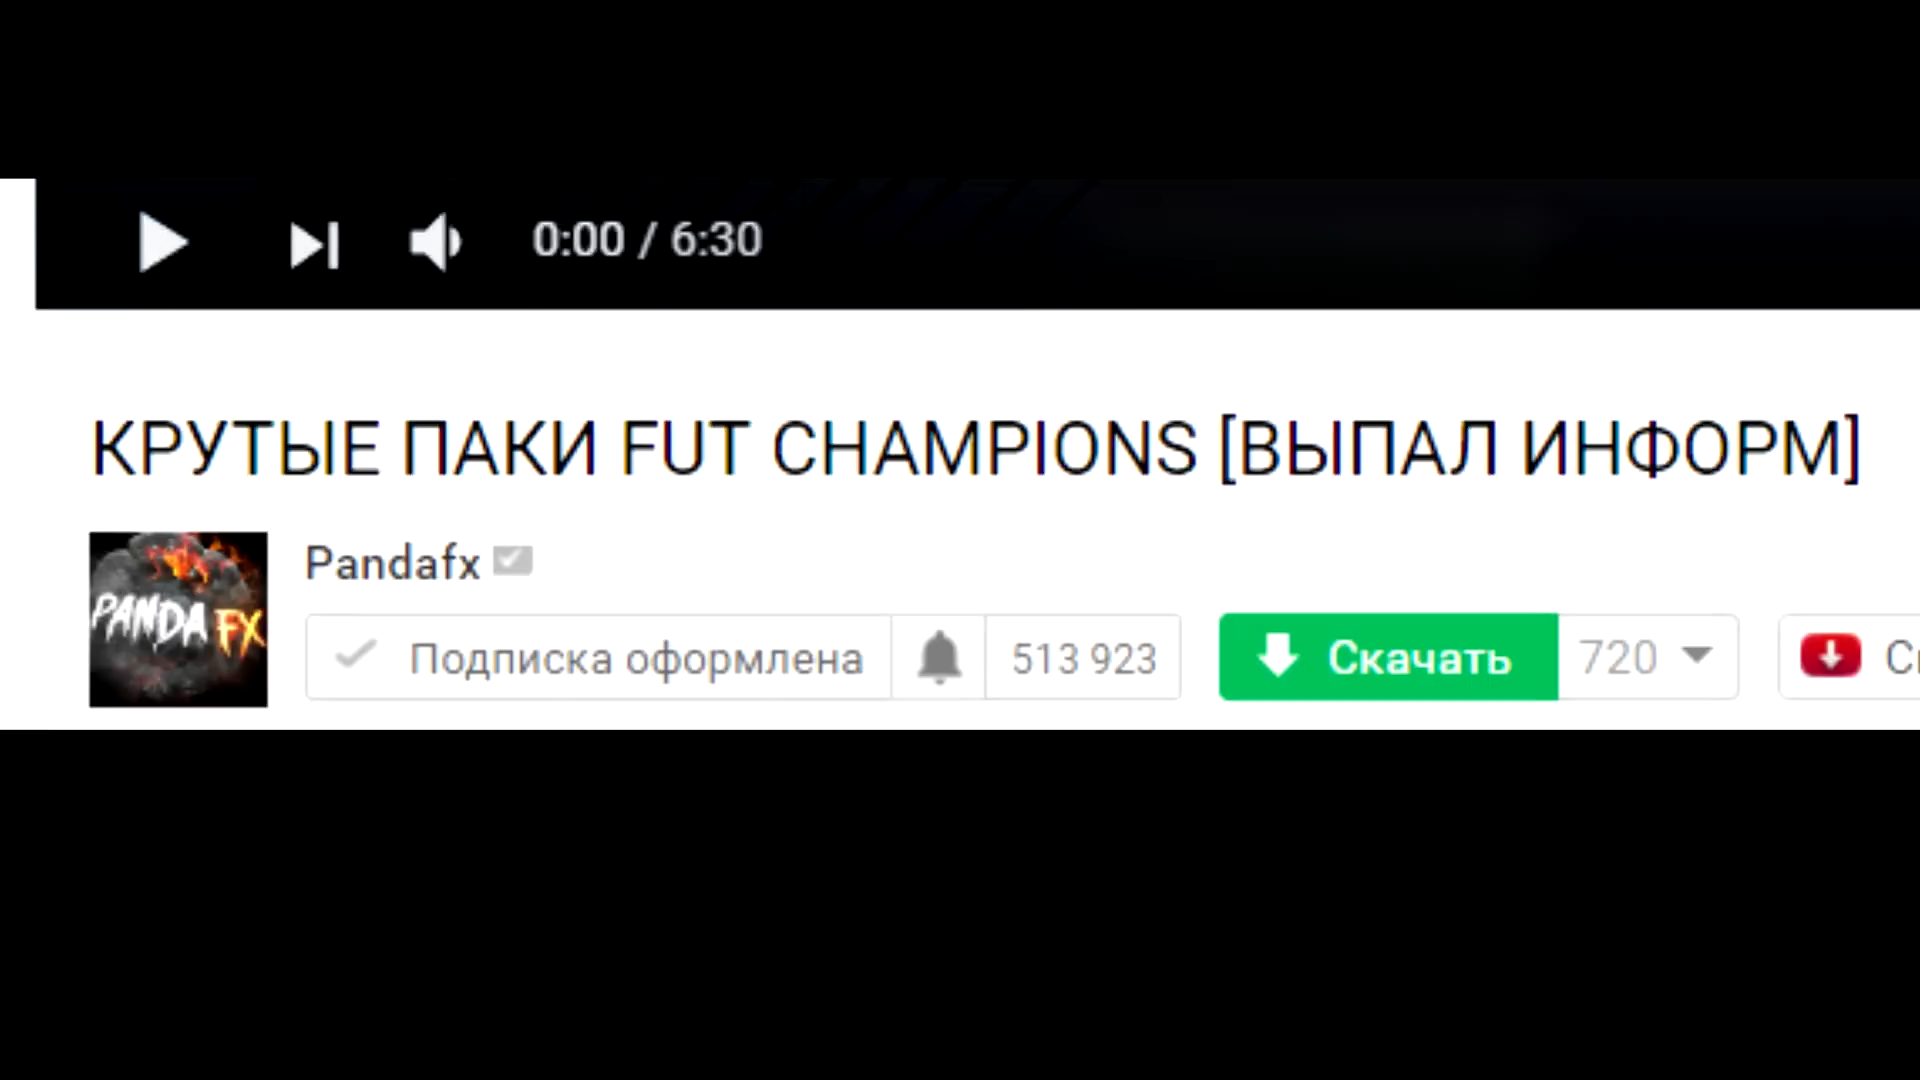 0:00 / 6:30
КРУТЫЕ ПАКИ FUT CHAMPIONS [ВЫПАЛ ИНФОРМ]
PANDA FX
Pandafx
Подписка оформлена 513 923 Скачать 720